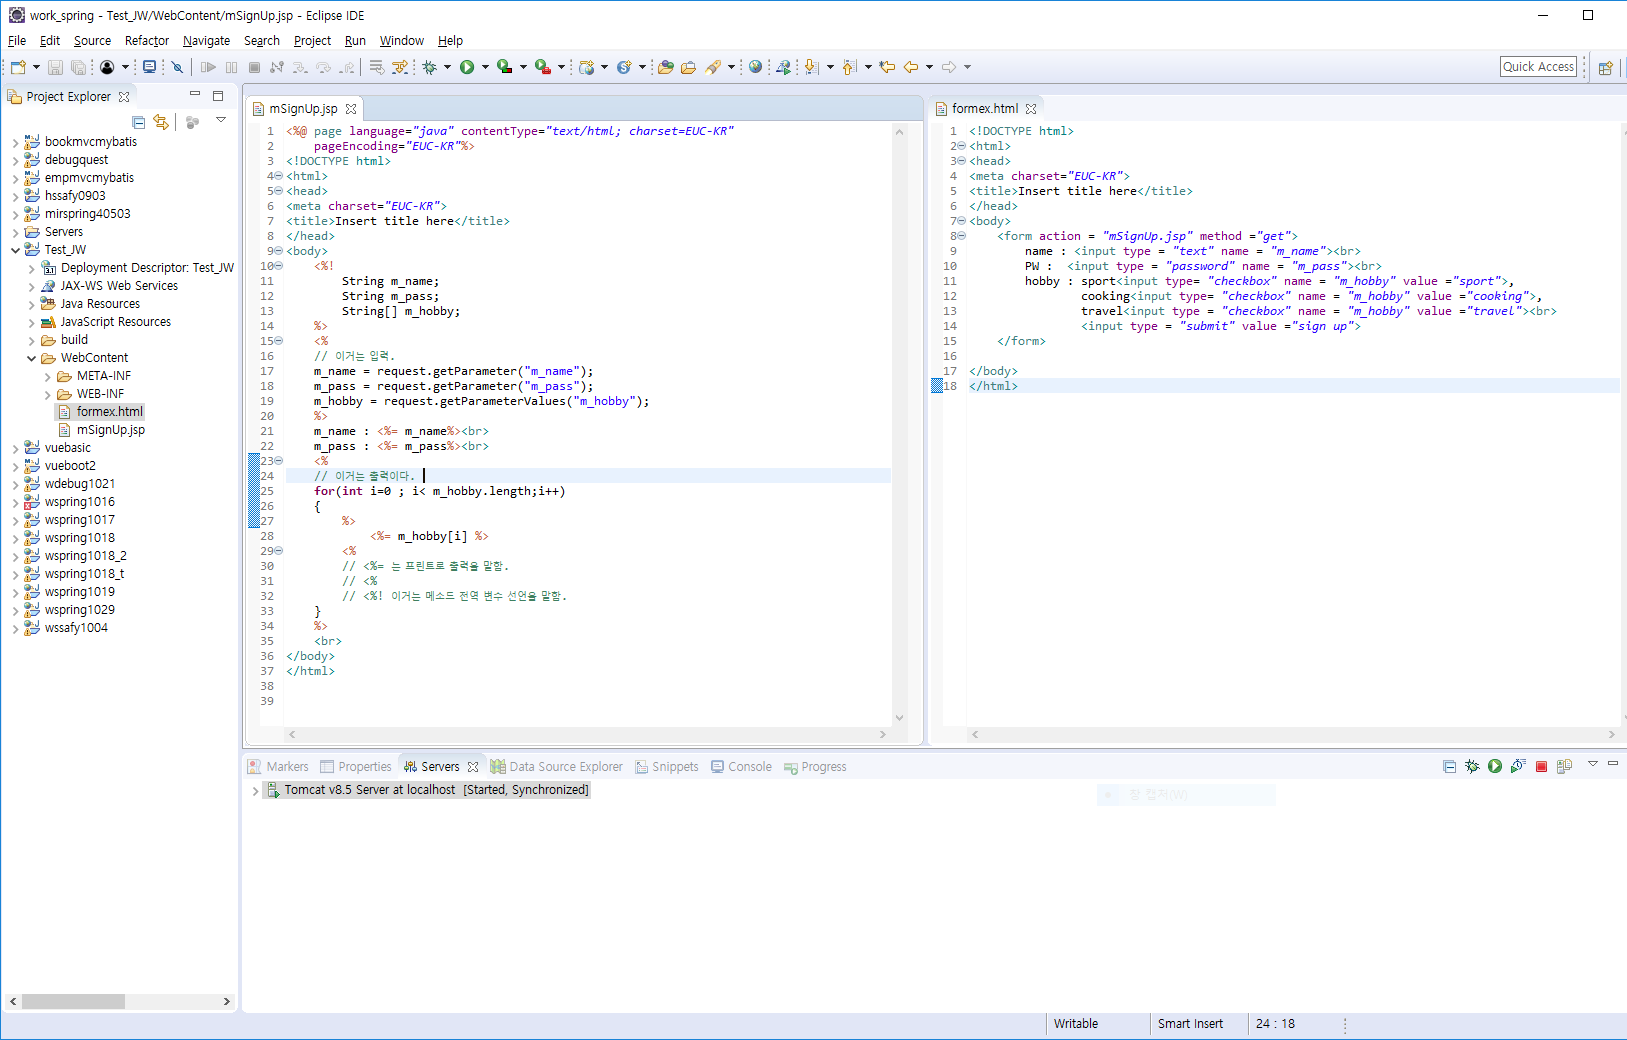 work_spring - Test_JW/WebContent/mSignUp.jsp - Eclipse IDE
File Edit Source Refactor Navigate Search Project Run Window Help
Quick Access
Project Explorer
bookmvcmybatis
debugquest
empmvcmybatis
hssafy0903
mirspring40503
Servers
Test_JW
Deployment Descriptor: Test_JW
JAX-WS Web Services
Java Resources
JavaScript Resources
build
WebContent
META-INF
WEB-INF
formex.html
mSignUp.jsp
vuebasic
vueboot2
wdebug1021
wspring1016
wspring1017
wspring1018
wspring1018_2
wspring1018_t
wspring1019
wspring1029
wssafy1004
mSignUp.jsp
1 <%@ page language="java" contentType="text/html; charset=EUC-KR"
2 pageEncoding="EUC-KR"%>
3 <!DOCTYPE html>
4 <html>
5 <head>
6 <meta charset="EUC-KR">
7 <title>Insert title here</title>
8 </head>
9 <body>
10 <%!
11 String m_name;
12 String m_pass;
13 String[] m_hobby;
14 %>
15 <%
16 // 이거는 입력.
17 m_name = request.getParameter("m_name");
18 m_pass = request.getParameter("m_pass");
19 m_hobby = request.getParameterValues("m_hobby");
20 %>
21 m_name : <%= m_name%><br>
22 m_pass : <%= m_pass%><br>
23 <%
24 // 이거는 출력이다.
25 for(int i=0 ; i< m_hobby.length;i++)
26 {
27 %>
28 <%= m_hobby[i] %>
29 <%
30 // <%= 는 프린트로 출력을 말함.
31 // <%
32 // <%! 이거는 메소드 전역 변수 선언을 말함.
33 }
34 %>
35 <br>
36 </body>
37 </html>
38
39
formex.html
1 <!DOCTYPE html>
2 <html>
3 <head>
4 <meta charset="EUC-KR">
5 <title>Insert title here</title>
6 </head>
7 <body>
8 <form action = "mSignUp.jsp" method ="get">
9 name : <input type = "text" name = "m_name"><br>
10 PW : <input type = "password" name = "m_pass"><br>
11 hobby : sport<input type= "checkbox" name = "m_hobby" value ="sport">,
12 cooking<input type= "checkbox" name = "m_hobby" value ="cooking">,
13 travel<input type = "checkbox" name = "m_hobby" value ="travel"><br>
14 <input type = "submit" value ="sign up">
15 </form>
16
17 </body>
18 </html>
Markers Properties Servers Data Source Explorer Snippets Console Progress
Tomcat v8.5 Server at localhost [Started, Synchronized]
창 캡처(W)
Writable Smart Insert 24 : 18